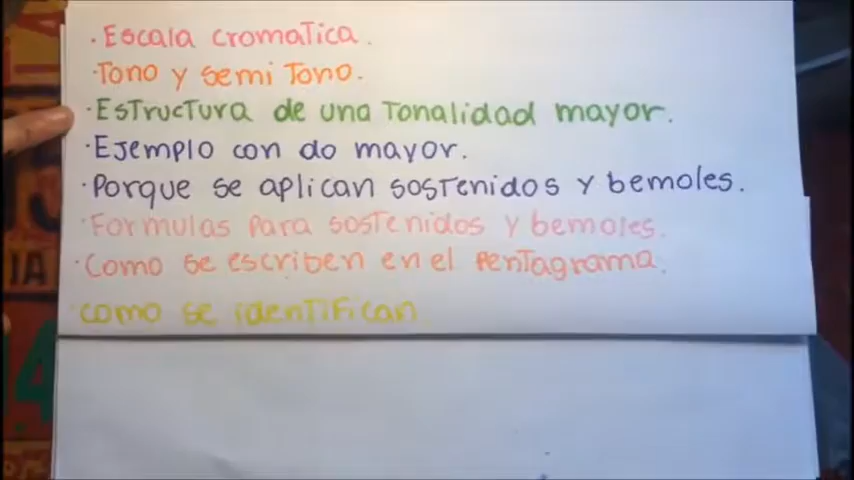 · Escala cromatica.
· Tono y semi Tono.
· Estructura de una Tonalidad mayor.
· Ejemplo con do mayor.
· Porque se aplican sostenidos y bemoles.
· Formulas para sostenidos y bemoles.
· Como se escriben en el pentagrama.
como se identifican
IA